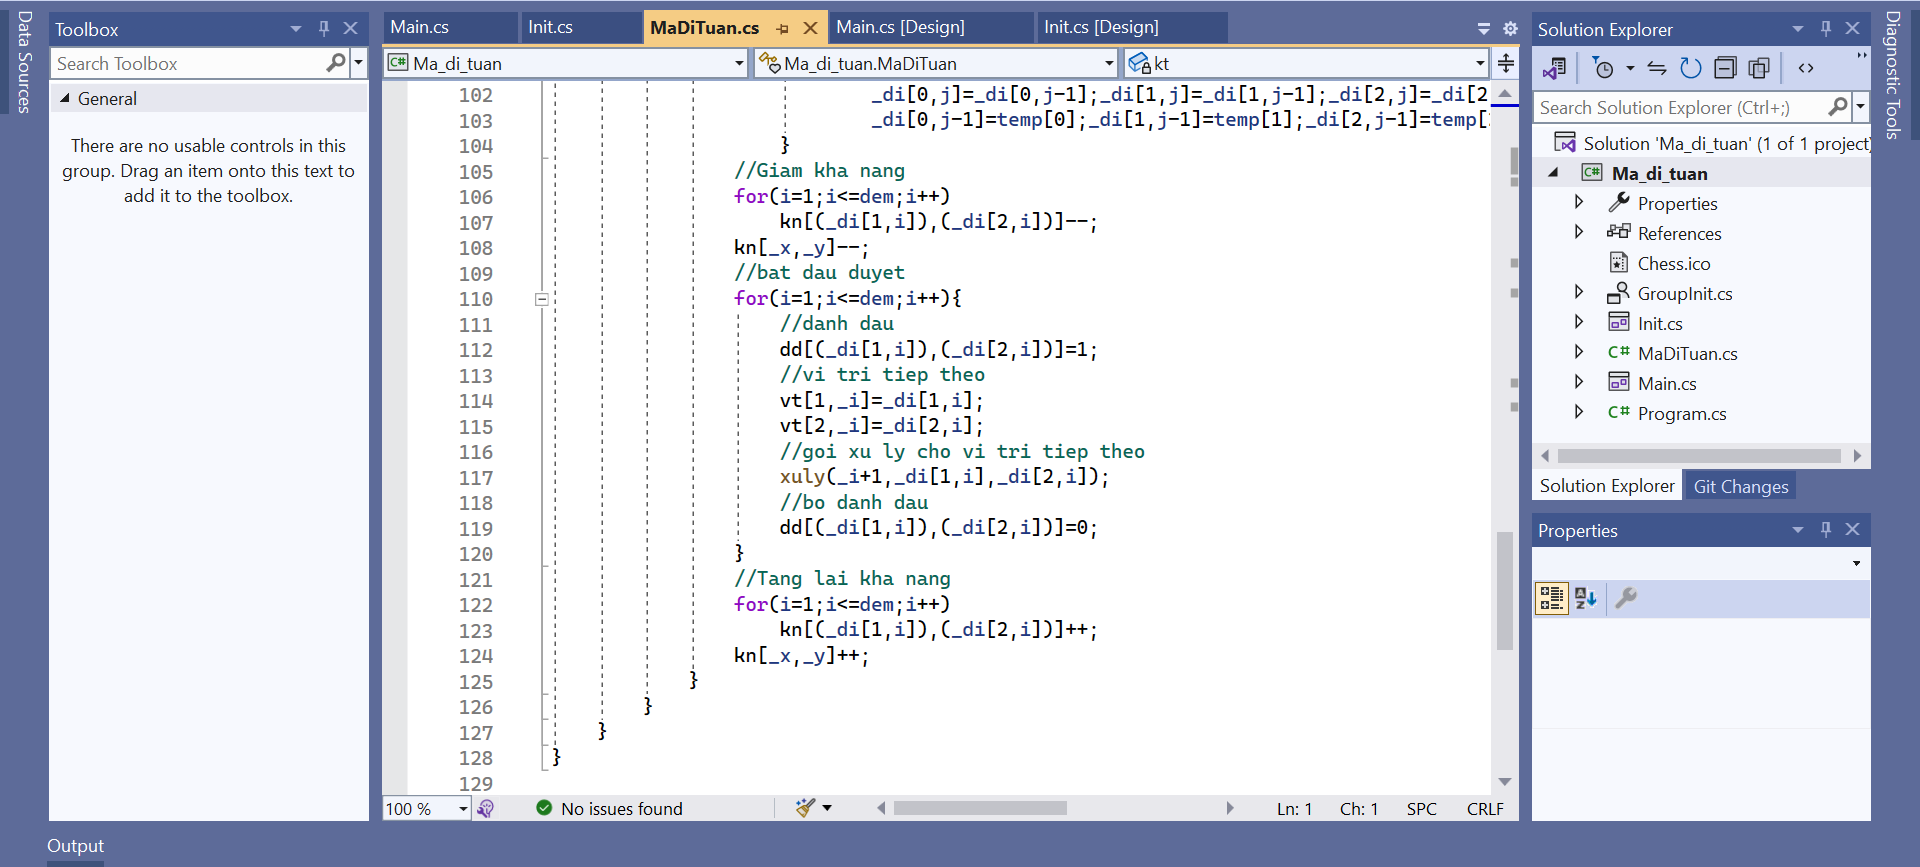 Data Sources
Toolbox
Search Toolbox
General
There are no usable controls in this
group. Drag an item onto this text to
add it to the toolbox.
Main.cs
Init.cs
MaDiTuan.cs
Main.cs [Design]
Init.cs [Design]
C# Ma_di_tuan
Ma_di_tuan.MaDiTuan
kt
102 _di[0,j]=_di[0,j-1];_di[1,j]=_di[1,j-1];_di[2,j]=_di[2
103 _di[0,j-1]=temp[0];_di[1,j-1]=temp[1];_di[2,j-1]=temp[
104 }
105 //Giam kha nang
106 for(i=1;i<=dem;i++)
107 kn[(_di[1,i]),(_di[2,i])]--;
108 kn[_x,_y]--;
109 //bat dau duyet
110 for(i=1;i<=dem;i++){
111 //danh dau
112 dd[(_di[1,i]),(_di[2,i])]=1;
113 //vi tri tiep theo
114 vt[1,_i]=_di[1,i];
115 vt[2,_i]=_di[2,i];
116 //goi xu ly cho vi tri tiep theo
117 xuly(_i+1,_di[1,i],_di[2,i]);
118 //bo danh dau
119 dd[(_di[1,i]),(_di[2,i])]=0;
120 }
121 //Tang lai kha nang
122 for(i=1;i<=dem;i++)
123 kn[(_di[1,i]),(_di[2,i])]++;
124 kn[_x,_y]++;
125 }
126 }
127 }
128 }
129
100 %
No issues found
Ln: 1 Ch: 1 SPC CRLF
Solution Explorer
Search Solution Explorer (Ctrl+;)
Solution 'Ma_di_tuan' (1 of 1 project)
C# Ma_di_tuan
Properties
References
Chess.ico
GroupInit.cs
Init.cs
C# MaDiTuan.cs
Main.cs
C# Program.cs
Solution Explorer
Git Changes
Properties
Diagnostic Tools
Output